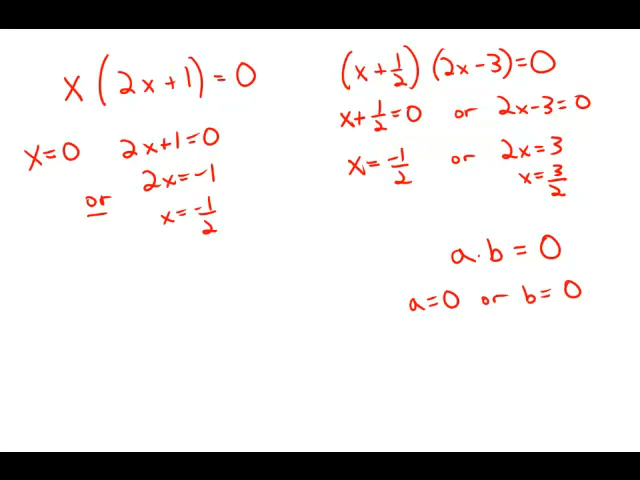 x(2x+1)=0
x=0 2x+1=0
or 2x=-1
x=-1/2
(x+1/2)(2x-3)=0
x+1/2=0 or 2x-3=0
x=-1/2 or 2x=3
x=3/2
a·b=0
a=0 or b=0